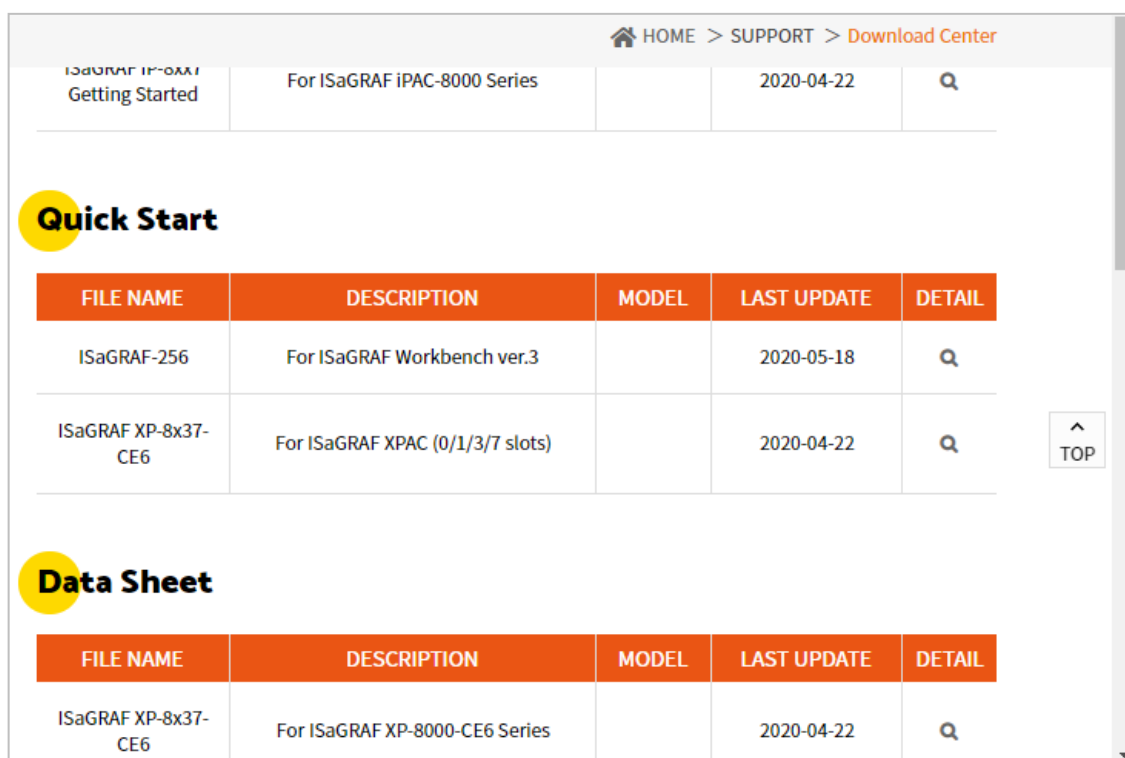 HOME > SUPPORT > Download Center
ISaGRAF iP-8xx7
Getting Started
For ISaGRAF iPAC-8000 Series
2020-04-22
Quick Start
FILE NAME DESCRIPTION MODEL LAST UPDATE DETAIL
ISaGRAF-256 For ISaGRAF Workbench ver.3 2020-05-18
ISaGRAF XP-8x37-
CE6
For ISaGRAF XPAC (0/1/3/7 slots)
2020-04-22
TOP
Data Sheet
FILE NAME DESCRIPTION MODEL LAST UPDATE DETAIL
ISaGRAF XP-8x37-
CE6
For ISaGRAF XP-8000-CE6 Series
2020-04-22